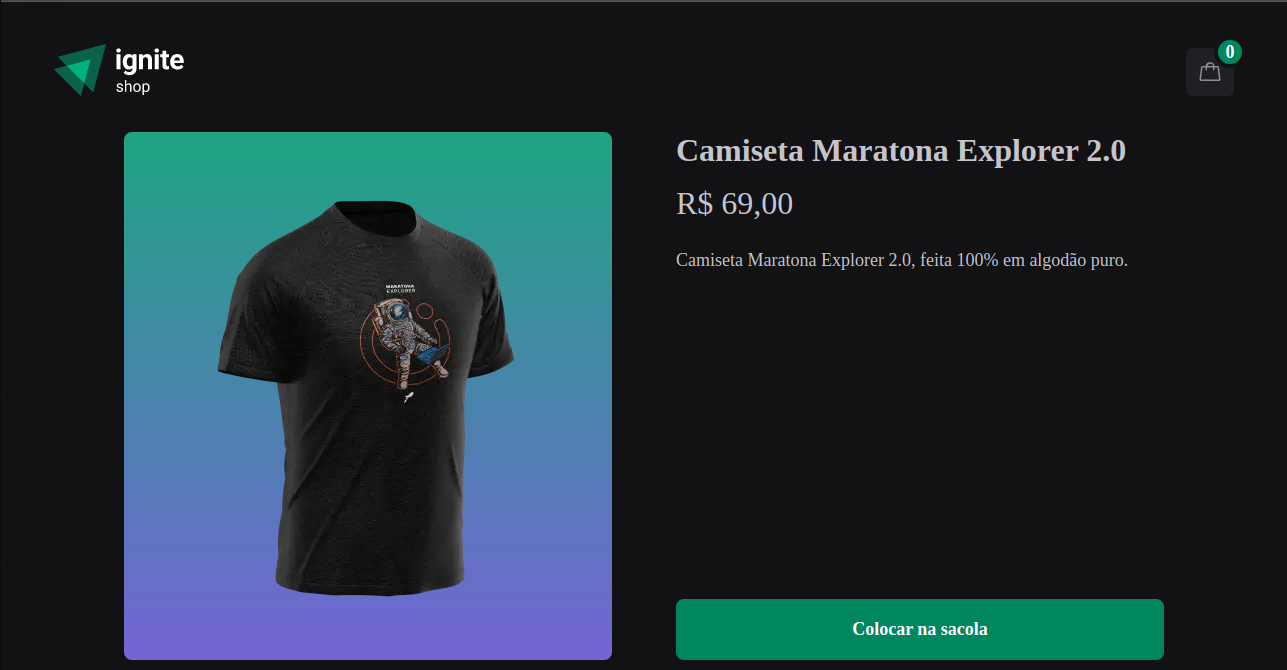 ignite
shop
0
MARATONA
EXPLORER
Camiseta Maratona Explorer 2.0
R$ 69,00
Camiseta Maratona Explorer 2.0, feita 100% em algodão puro.
Colocar na sacola